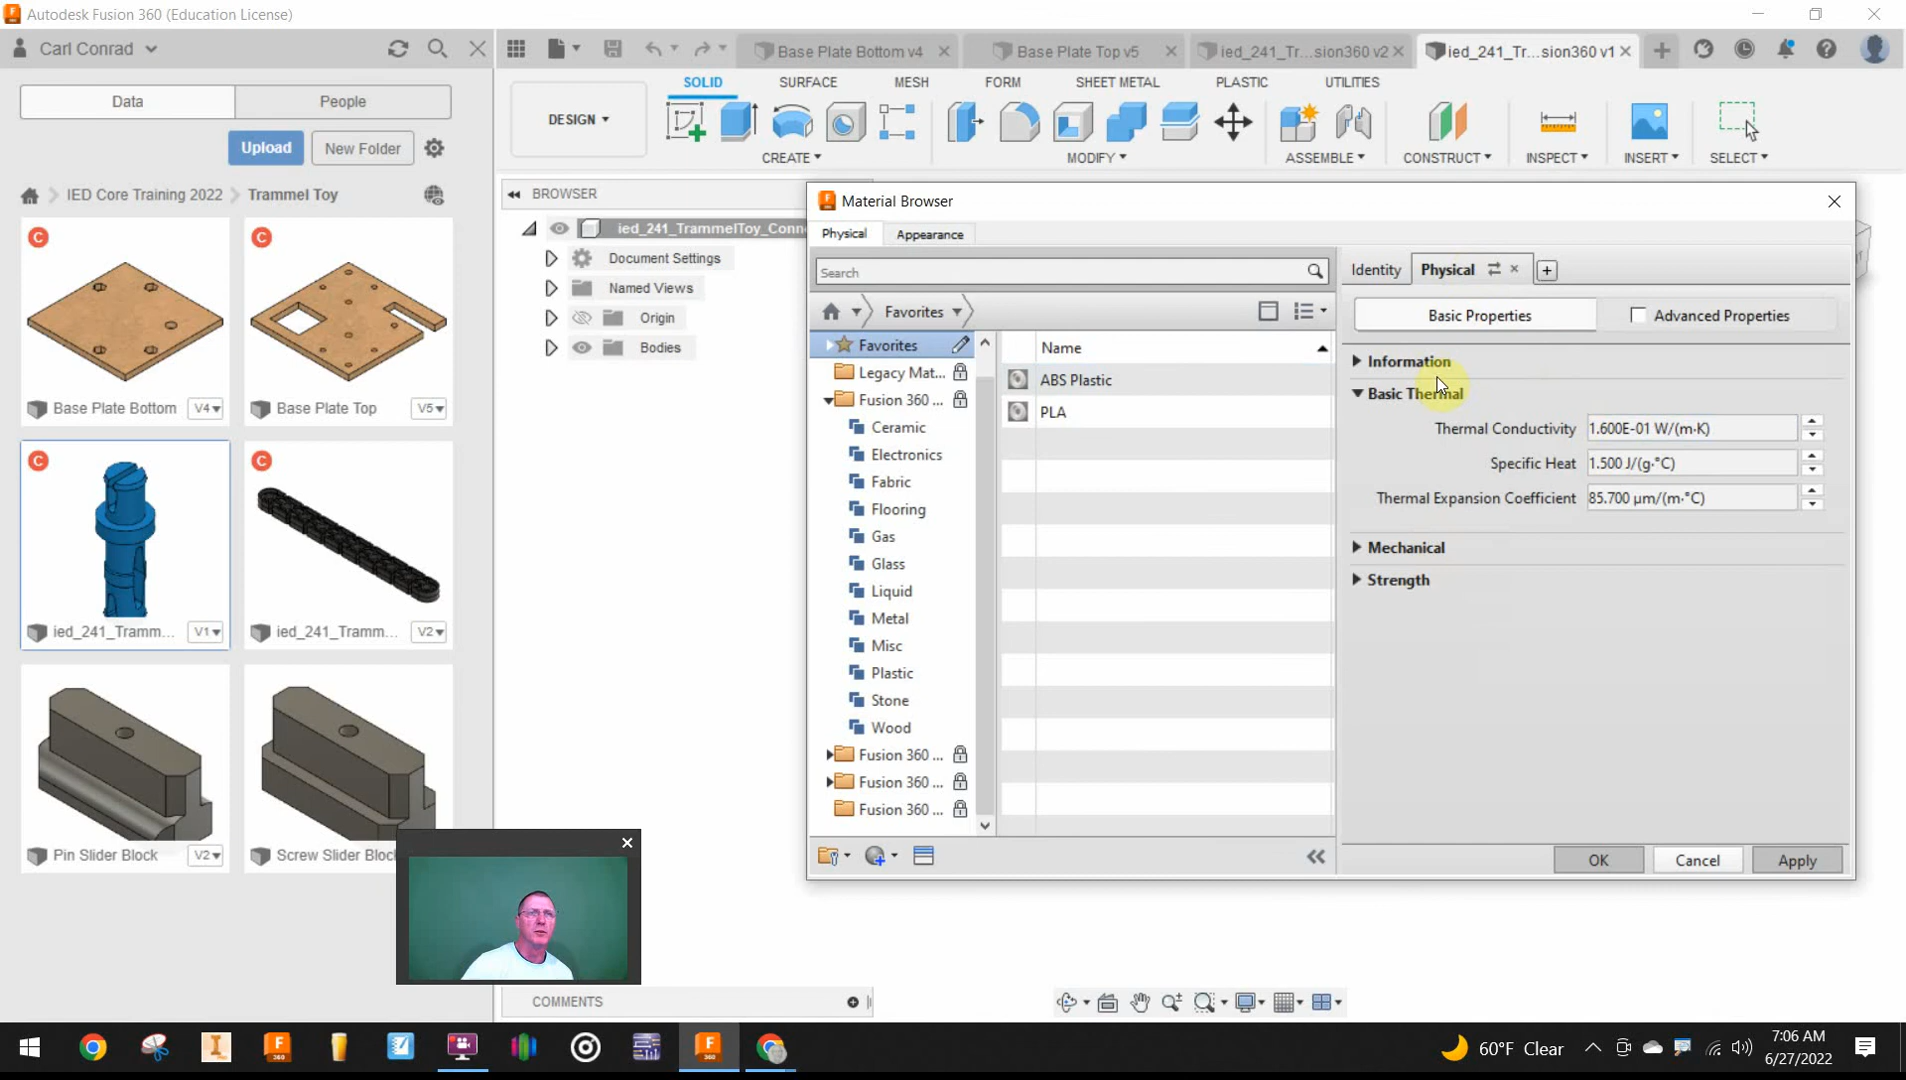 Autodesk Fusion 360 (Education License)
Carl Conrad
Base Plate Bottom v4
Base Plate Top v5
ied_241_Tr...sion360 v2
ied_241_Tr...sion360 v1
Data
People
Upload
New Folder
IED Core Training 2022
Trammel Toy
Base Plate Bottom
V4
Base Plate Top
V5
ied_241_Tramm...
V1
ied_241_Tramm...
V2
Pin Slider Block
V2
Screw Slider Bloc
SOLID
SURFACE
MESH
FORM
SHEET METAL
PLASTIC
UTILITIES
DESIGN
CREATE
MODIFY
ASSEMBLE
CONSTRUCT
INSPECT
INSERT
SELECT
BROWSER
ied_241_TrammelToy_Conn
Document Settings
Named Views
Origin
Bodies
Material Browser
Physical
Appearance
Search
Favorites
Favorites
Legacy Mat...
Fusion 360 ...
Ceramic
Electronics
Fabric
Flooring
Gas
Glass
Liquid
Metal
Misc
Plastic
Stone
Wood
Fusion 360 ...
Fusion 360 ...
Fusion 360 ...
Name
ABS Plastic
PLA
Identity
Physical
Basic Properties
Advanced Properties
Information
Basic Thermal
Thermal Conductivity
1.600E-01 W/(m·K)
Specific Heat
1.500 J/(g·°C)
Thermal Expansion Coefficient
85.700 µm/(m·°C)
Mechanical
Strength
OK
Cancel
Apply
COMMENTS
60°F Clear
7:06 AM
6/27/2022